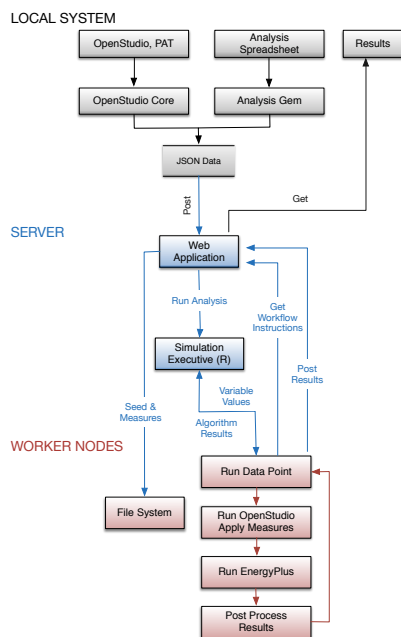 LOCAL SYSTEM
OpenStudio, PAT
Analysis
Spreadsheet
Results
OpenStudio Core
Analysis Gem
JSON Data
Post
Get
SERVER
Web
Application
Run Analysis
Get
Workflow
Instructions
Simulation
Executive (R)
Post
Results
Variable
Values
Seed &
Measures
Algorithm
Results
WORKER NODES
Run Data Point
File System
Run OpenStudio
Apply Measures
Run EnergyPlus
Post Process
Results